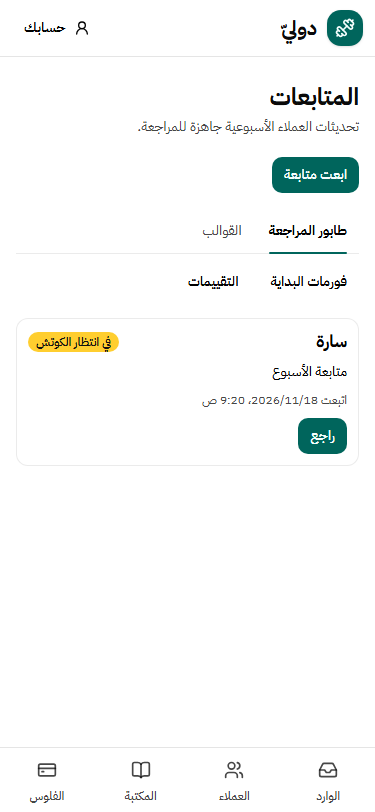 دوليّ
حسابك
المتابعات
تحديثات العملاء الأسبوعية جاهزة للمراجعة.
ابعت متابعة
طابور المراجعة
القوالب
فورمات البداية
التقييمات
سارة
في انتظار الكوتش
متابعة الأسبوع
اتبعت 2026/11/18، 9:20 ص
راجع
الوارد
العملاء
المكتبة
الفلوس